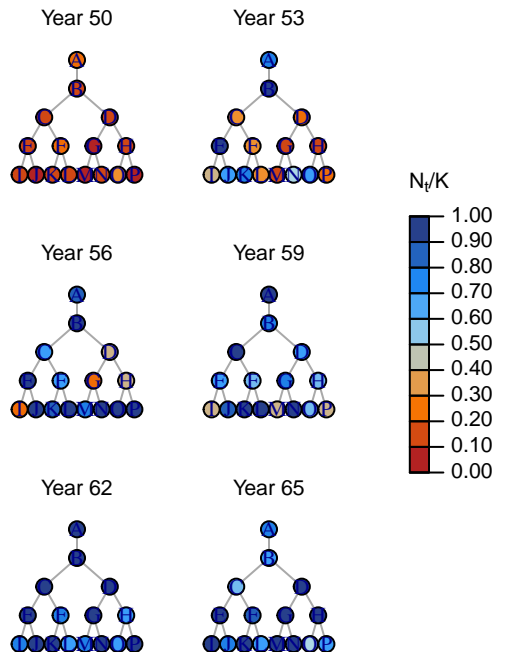 Year 50
A
B
C D
E F G H
I J K L M N O P
Year 53
A
B
C D
E F G H
I J K L M N O P
Year 56
A
B
C D
E F G H
I J K L M N O P
Year 59
A
B
C D
E F G H
I J K L M N O P
Year 62
A
B
C D
E F G H
I J K L M N O P
Year 65
A
B
C D
E F G H
I J K L M N O P
Nₜ/K
1.00
0.90
0.80
0.70
0.60
0.50
0.40
0.30
0.20
0.10
0.00